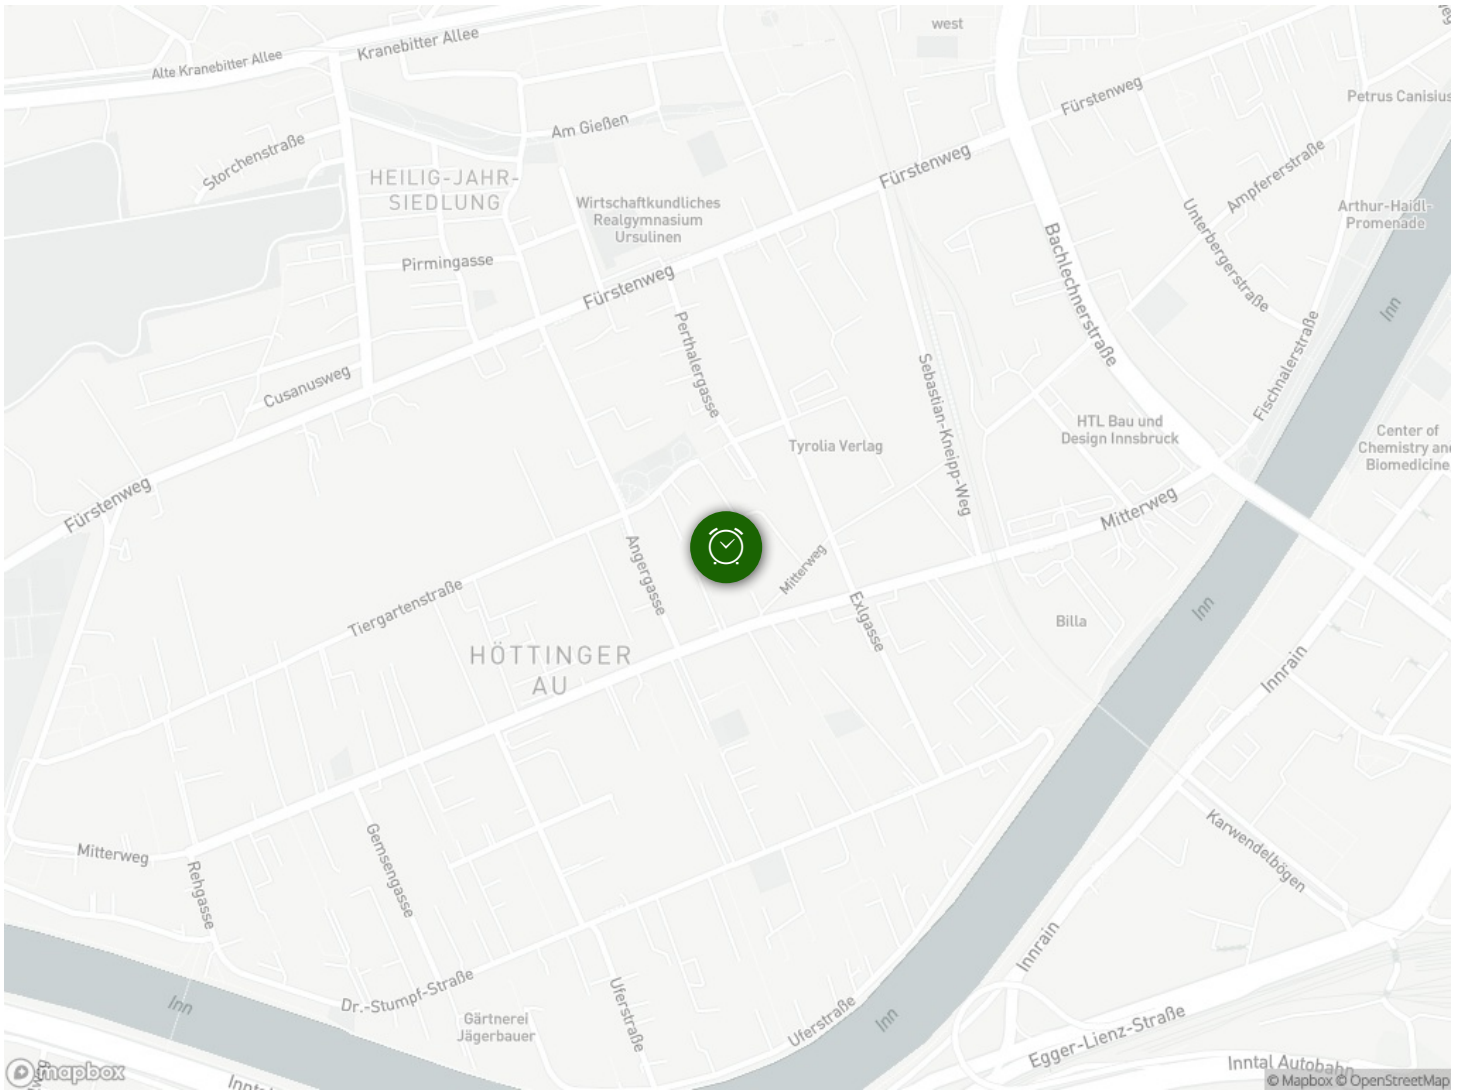 west
Kranebitter Allee
Alte Kranebitter Allee
Fürstenweg
Petrus Canisius
Am Gießen
Storchenstraße
HEILIG-JAHR-
SIEDLUNG
Fürstenweg
Ampfererstraße
Wirtschaftkundliches
Realgymnasium
Ursulinen
Unterbergerstraße
Arthur-Haidl-
Promenade
Bachlechnerstraße
Pirmingasse
Fürstenweg
Inn
Perthalergasse
Sebastian-Kneipp-Weg
Fischnalerstraße
Cusanusweg
HTL Bau und
Design Innsbruck
Tyrolia Verlag
Center of
Chemistry and
Biomedicine
Fürstenweg
Mitterweg
Angergasse
Mitterweg
Tiergartenstraße
Exlgasse
Inn
Billa
HÖTTINGER
AU
Innrain
Mitterweg
Rehgasse
Gemsengasse
Karwendelbögen
Innrain
Dr.-Stumpf-Straße
Inn
Gärtnerei
Jägerbauer
Uferstraße
Uferstraße
Inn
Egger-Lienz-Straße
Inntal Autobahn
mapbox
© Mapbox © OpenStreetMap